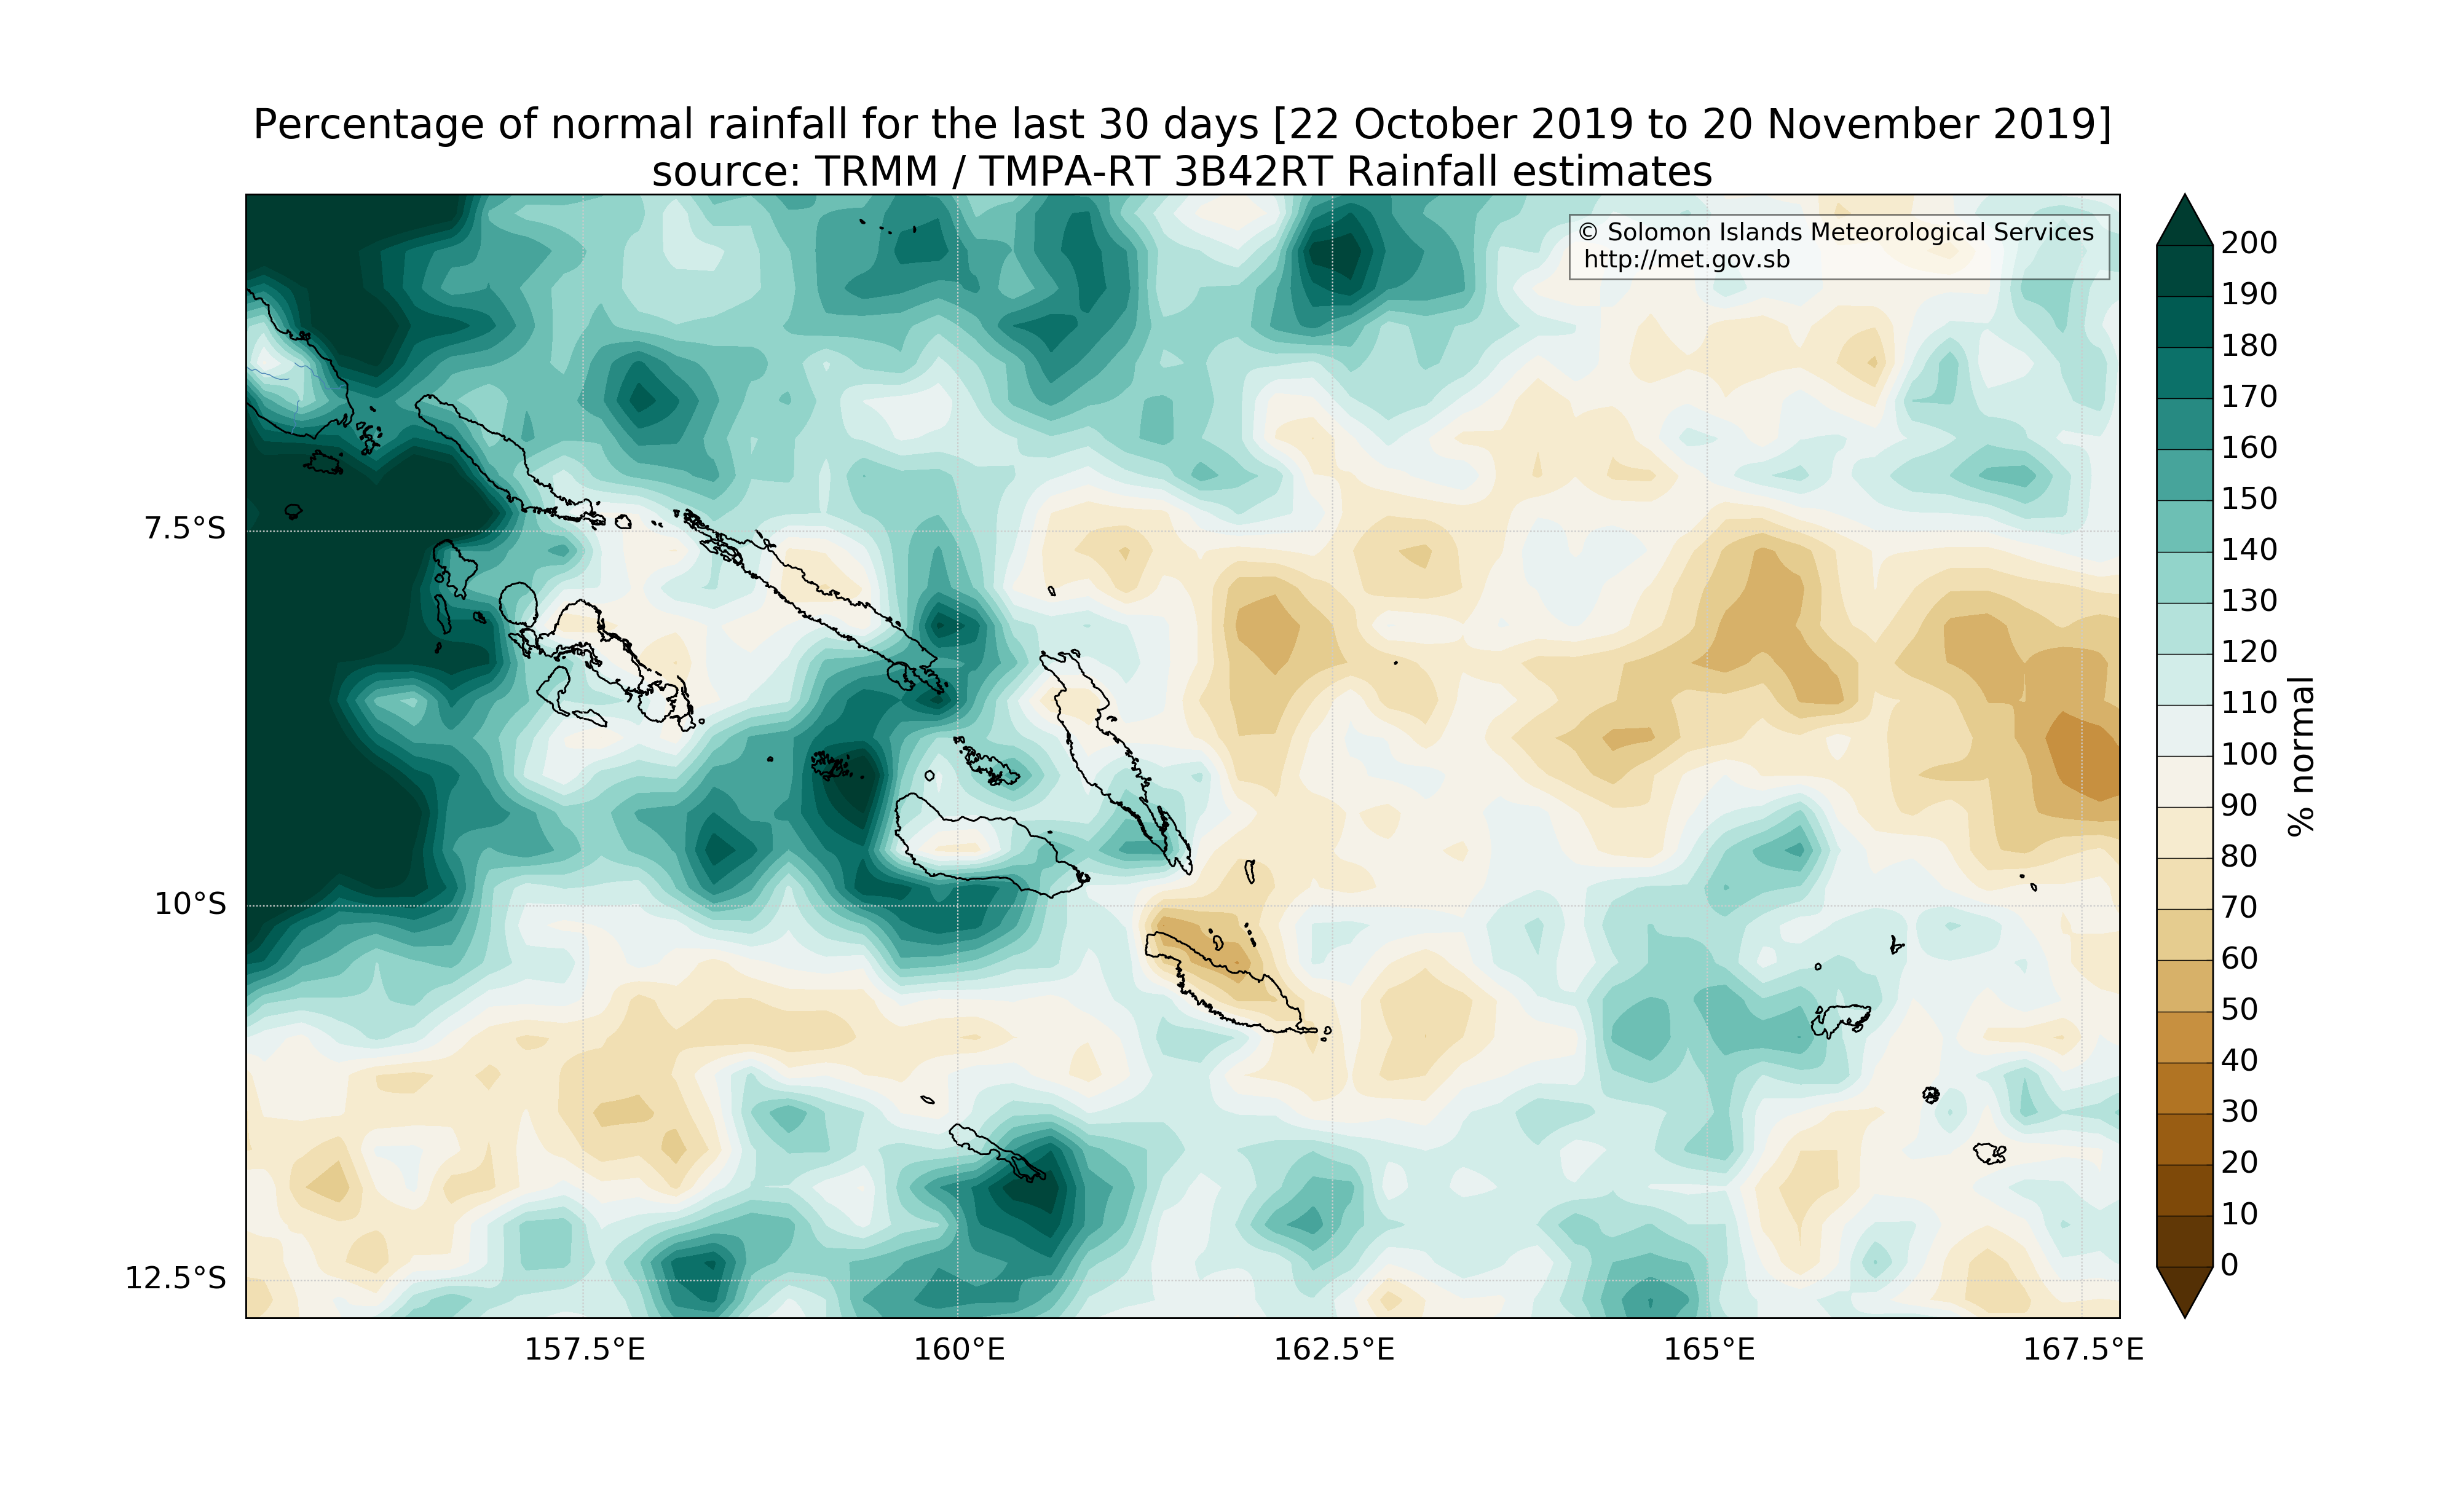 Percentage of normal rainfall for the last 30 days [22 October 2019 to 20 November 2019]
source: TRMM / TMPA-RT 3B42RT Rainfall estimates
© Solomon Islands Meteorological Services
http://met.gov.sb
7.5°S
10°S
12.5°S
157.5°E
160°E
162.5°E
165°E
167.5°E
200
190
180
170
160
150
140
130
120
110
100
90
80
70
60
50
40
30
20
10
0
% normal